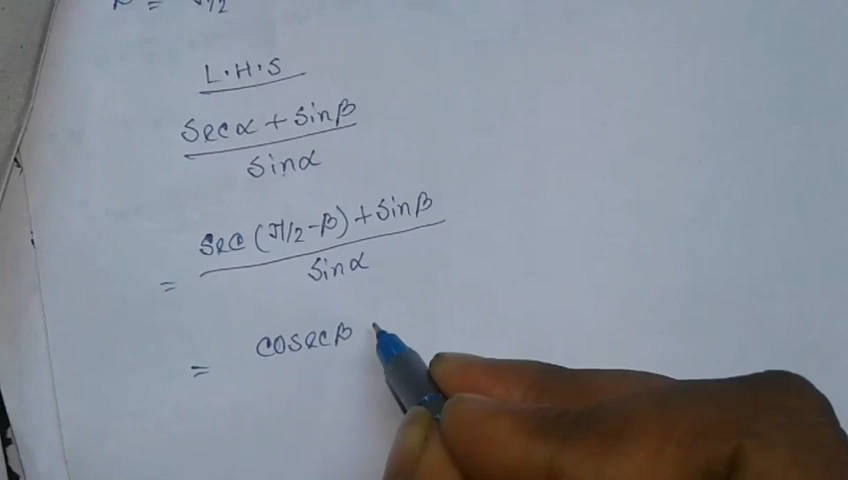 L.H.S
secα + sinβ
sinα
sec (π/2-β) + sinβ
=
sinα
= cosecβ